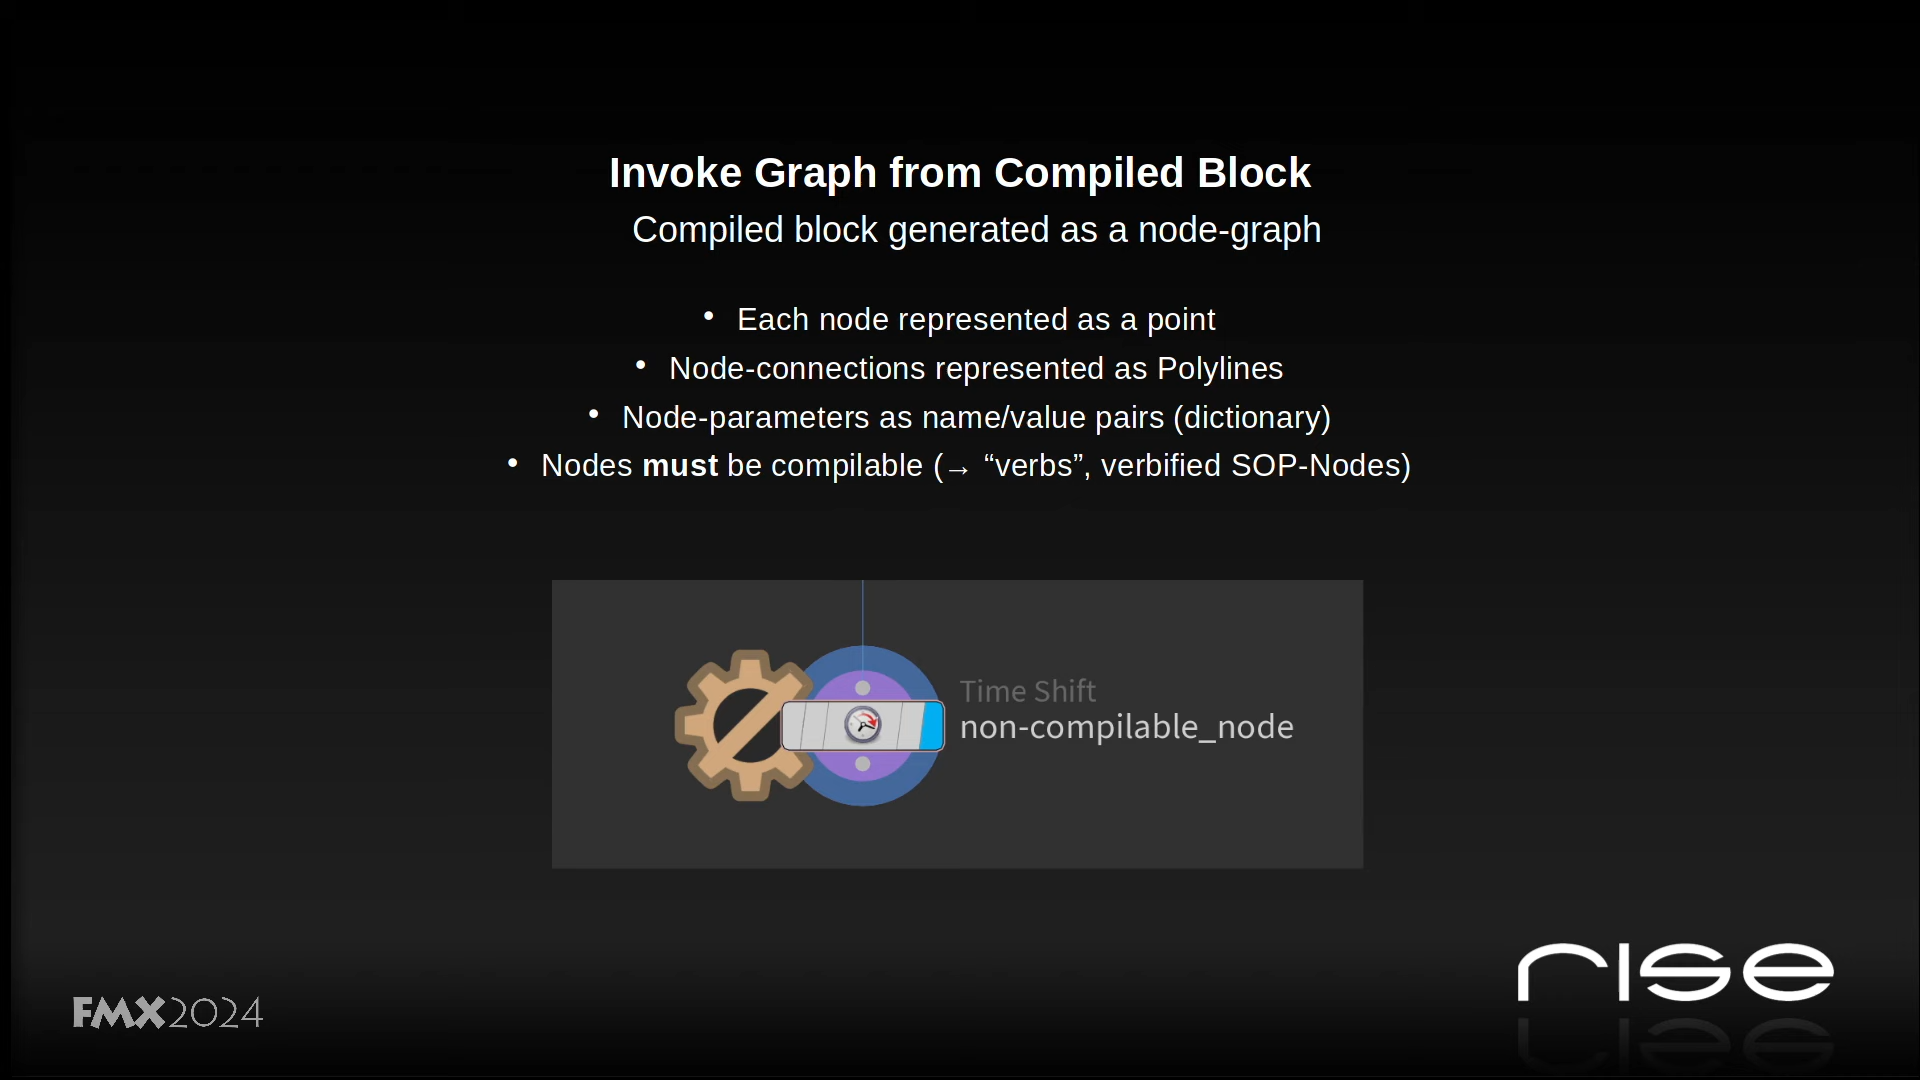 Invoke Graph from Compiled Block
Compiled block generated as a node-graph
• Each node represented as a point
• Node-connections represented as Polylines
• Node-parameters as name/value pairs (dictionary)
• Nodes must be compilable (→ “verbs”, verbified SOP-Nodes)
Time Shift
non-compilable_node
rise
FMX2024